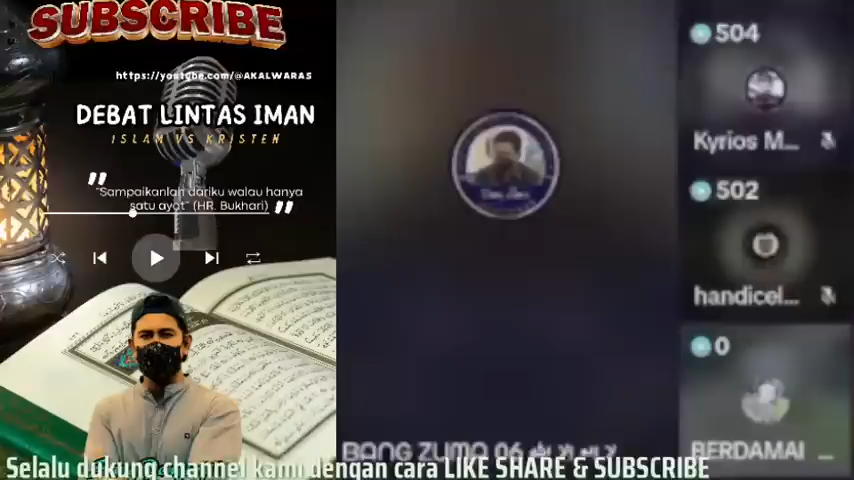 SUBSCRIBE
https://youtube.com/@AKALWARAS
DEBAT LINTAS IMAN
ISLAM VS KRISTEN
"Sampaikanlah dariku walau hanya
satu ayat" (HR. Bukhari)
504
Kyrios M...
502
handicel...
0
BERDAMAI _
BANG ZUMA 06
Selalu dukung channel kami dengan cara LIKE SHARE & SUBSCRIBE